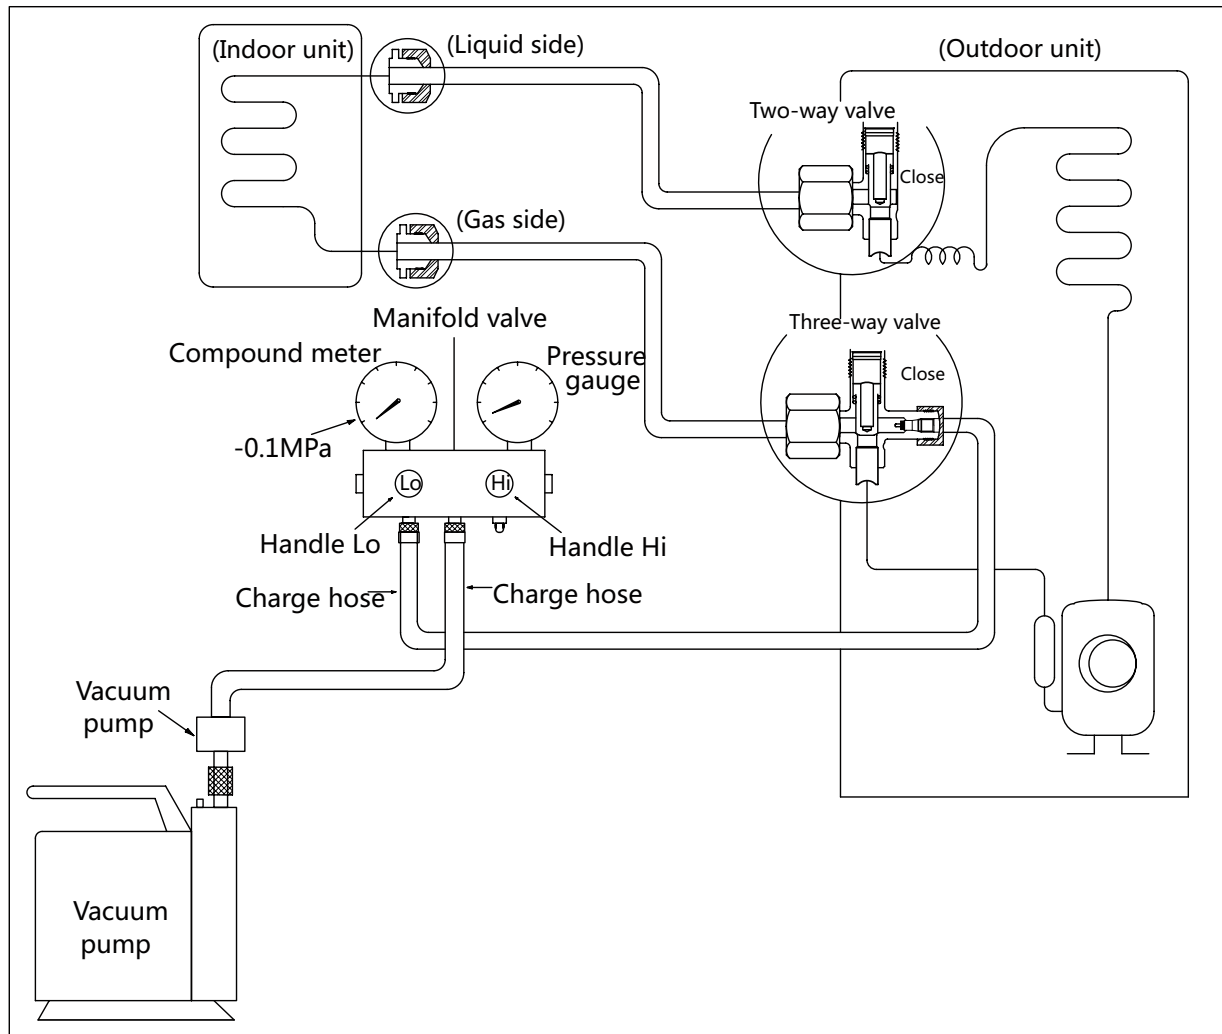 (Indoor unit)
(Liquid side)
(Outdoor unit)
Two-way valve
Close
(Gas side)
Manifold valve
Three-way valve
Compound meter
Pressure
gauge
Close
-0.1MPa
Lo
Hi
Handle Lo
Handle Hi
Charge hose
Charge hose
Vacuum
pump
Vacuum
pump